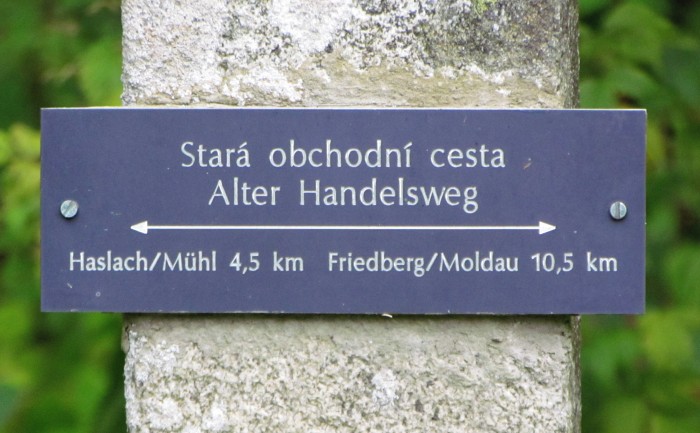 Stará obchodní cesta
Alter Handelsweg
Haslach/Mühl 4,5 km Friedberg/Moldau 10,5 km